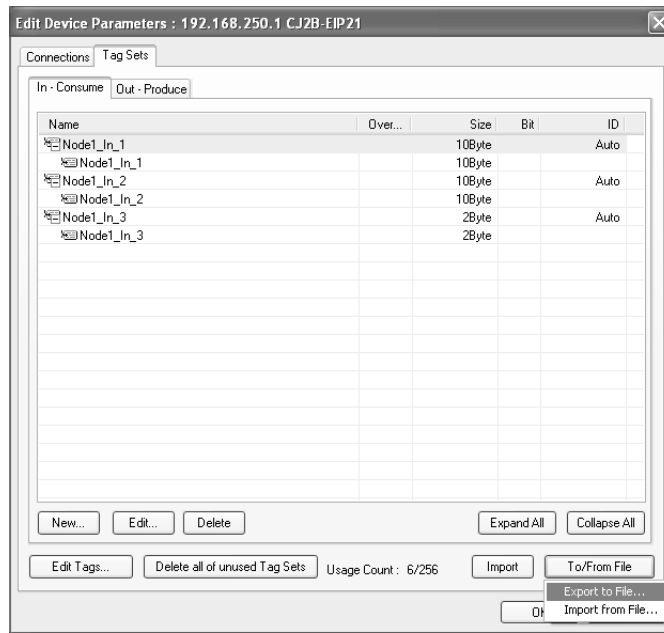 Edit Device Parameters : 192.168.250.1 CJ2B-EIP21
Connections Tag Sets
In - Consume Out - Produce
Name Over... Size Bit ID
Node1_In_1 10Byte Auto
Node1_In_1 10Byte
Node1_In_2 10Byte Auto
Node1_In_2 10Byte
Node1_In_3 2Byte Auto
Node1_In_3 2Byte
New... Edit... Delete Expand All Collapse All
Edit Tags... Delete all of unused Tag Sets Usage Count : 6/256 Import To/From File
Export to File...
Import from File...